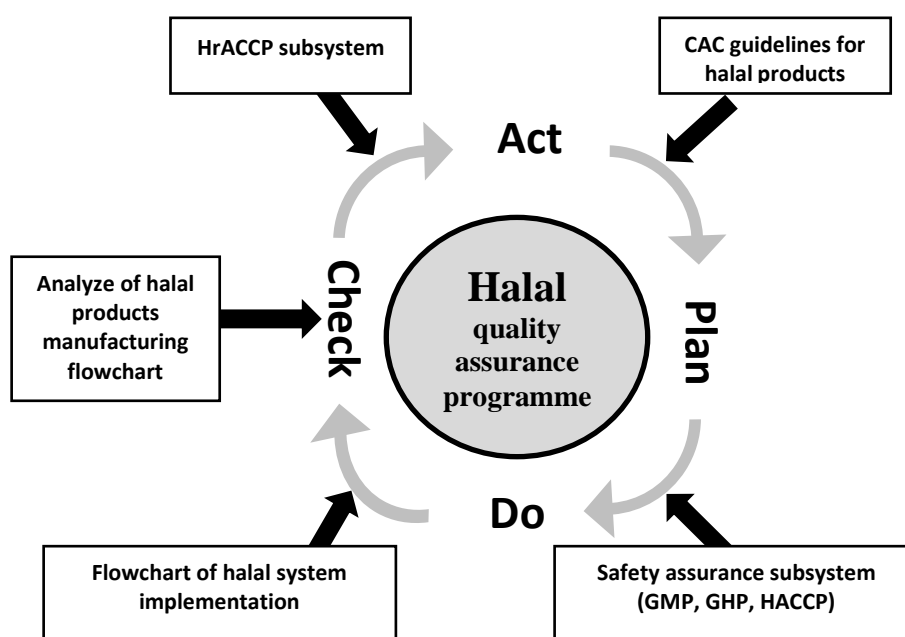 HrACCP subsystem
CAC guidelines for
halal products
Act
Check
Analyze of halal
products
manufacturing
flowchart
Halal
quality
assurance
programme
Plan
Do
Flowchart of halal system
implementation
Safety assurance subsystem
(GMP, GHP, HACCP)